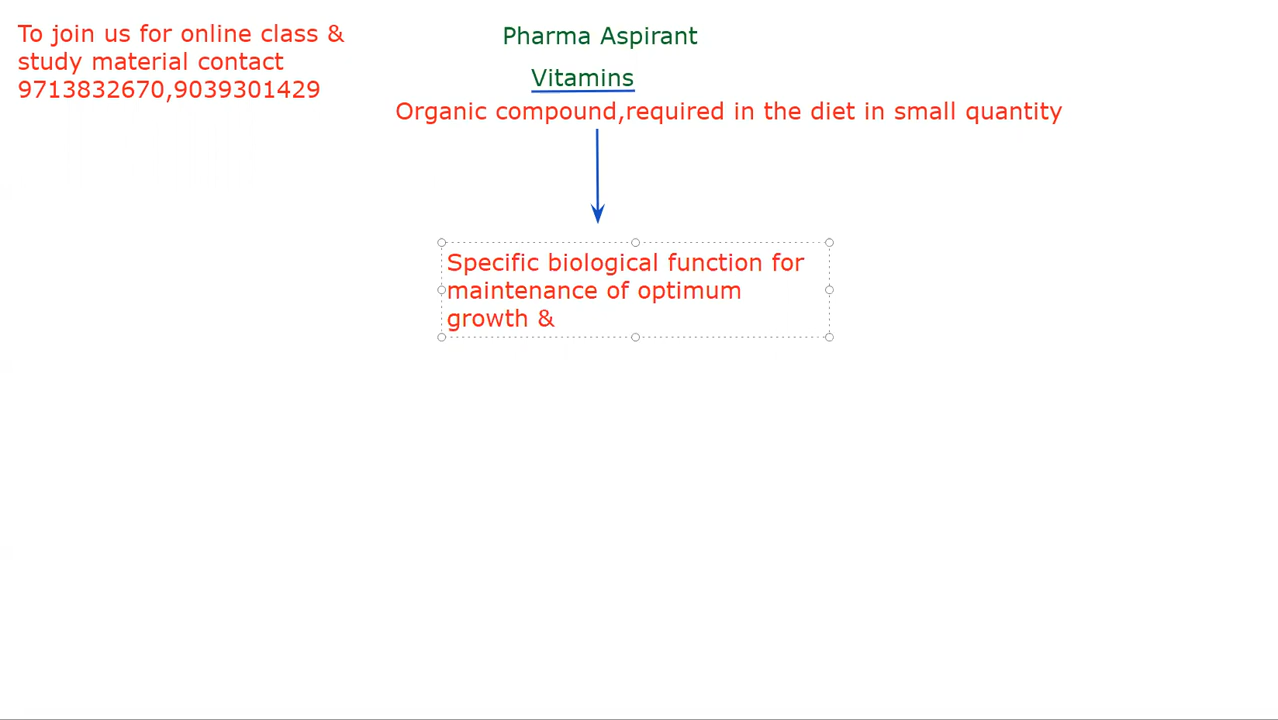 To join us for online class &
study material contact
9713832670,9039301429
Pharma Aspirant
Vitamins
Organic compound,required in the diet in small quantity
Specific biological function for
maintenance of optimum
growth &